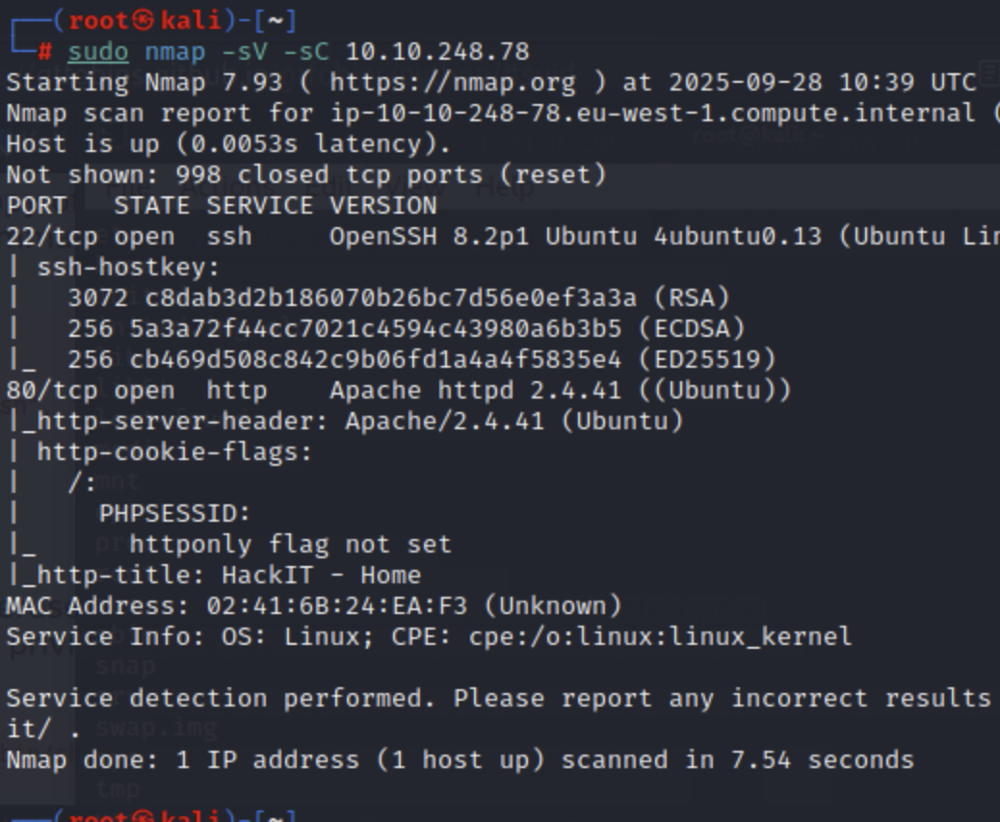 ┌──(root㉿kali)-[~]
└─# sudo nmap -sV -sC 10.10.248.78
Starting Nmap 7.93 ( https://nmap.org ) at 2025-09-28 10:39 UTC
Nmap scan report for ip-10-10-248-78.eu-west-1.compute.internal (
Host is up (0.0053s latency).
Not shown: 998 closed tcp ports (reset)
PORT   STATE SERVICE VERSION
22/tcp open  ssh     OpenSSH 8.2p1 Ubuntu 4ubuntu0.13 (Ubuntu Lin
| ssh-hostkey:
|   3072 c8dab3d2b186070b26bc7d56e0ef3a3a (RSA)
|   256 5a3a72f44cc7021c4594c43980a6b3b5 (ECDSA)
|_  256 cb469d508c842c9b06fd1a4a4f5835e4 (ED25519)
80/tcp open  http    Apache httpd 2.4.41 ((Ubuntu))
|_http-server-header: Apache/2.4.41 (Ubuntu)
| http-cookie-flags:
|   /:
|     PHPSESSID:
|_      httponly flag not set
|_http-title: HackIT - Home
MAC Address: 02:41:6B:24:EA:F3 (Unknown)
Service Info: OS: Linux; CPE: cpe:/o:linux:linux_kernel
snap
Service detection performed. Please report any incorrect results
it/ .
swap.img
Nmap done: 1 IP address (1 host up) scanned in 7.54 seconds
tmp
┌──(root㉿kali)-[~]